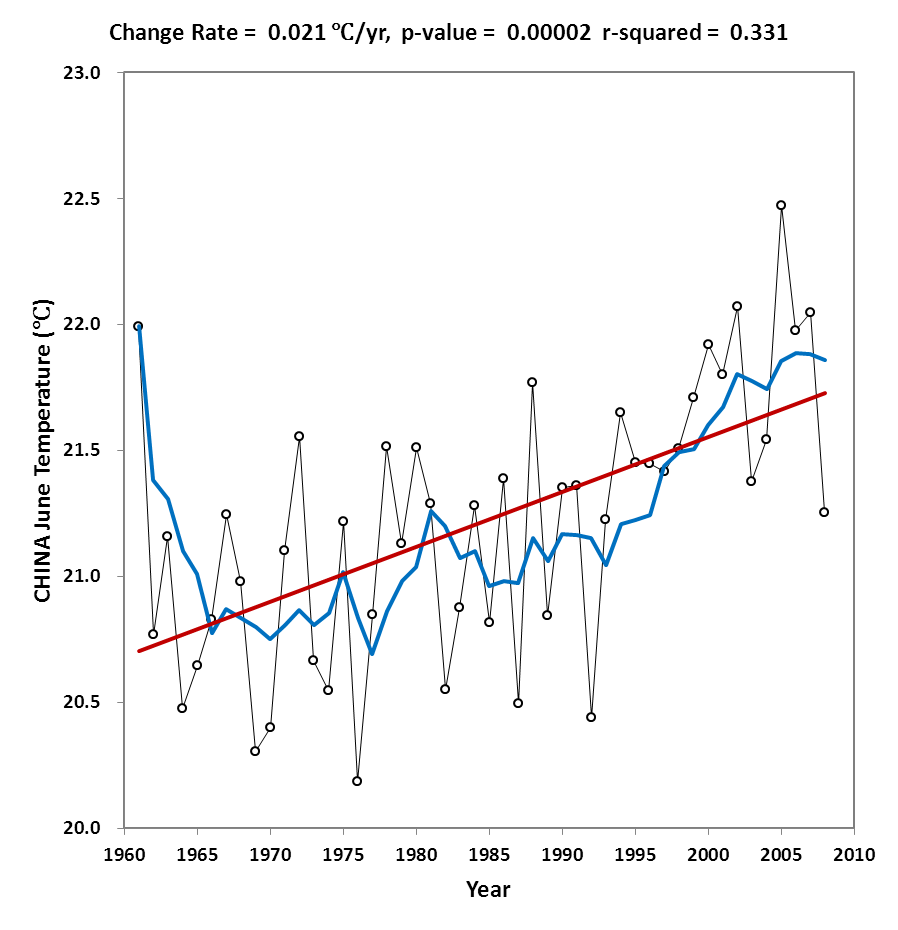 Change Rate = 0.021 ℃/yr, p-value = 0.00002 r-squared = 0.331
23.0
22.5
22.0
21.5
21.0
20.5
20.0
CHINA June Temperature (℃)
1960 1965 1970 1975 1980 1985 1990 1995 2000 2005 2010
Year